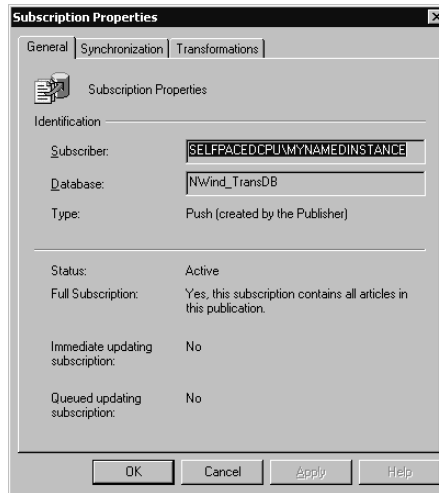 Subscription Properties
General Synchronization Transformations
Subscription Properties
Identification
Subscriber: SELFPACEDCPU\MYNAMEDINSTANCE
Database: NWind_TransDB
Type: Push (created by the Publisher)
Status: Active
Full Subscription: Yes, this subscription contains all articles in
this publication.
Immediate updating No
subscription:
Queued updating No
subscription:
OK Cancel Apply Help